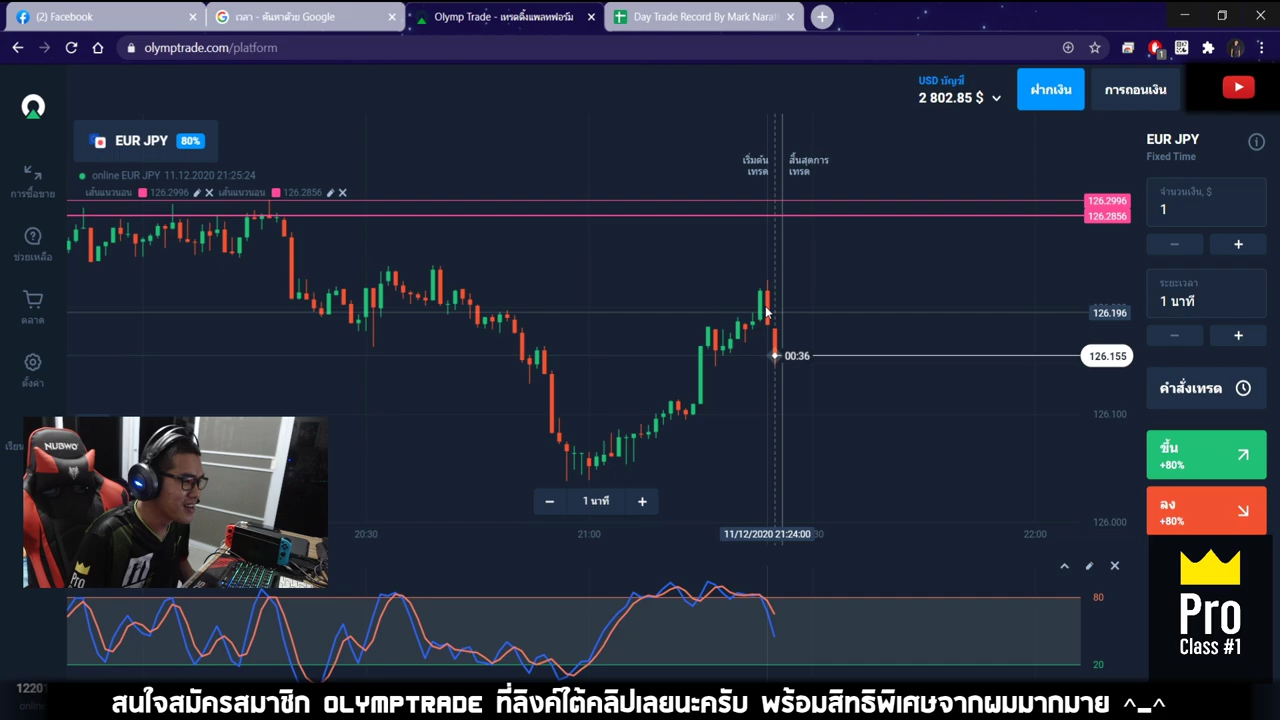 (2) Facebook
เวลา - ค้นหาด้วย Google
Olymp Trade - เทรดดิ้งแพลทฟอร์ม
Day Trade Record By Mark Narat
olymptrade.com/platform
1
USD บัญชี
2 802.85 $
ฝากเงิน
การถอนเงิน
EUR JPY 80%
online EUR JPY 11.12.2020 21:25:24
เส้นแนวนอน 126.2996 เส้นแนวนอน 126.2856
เริ่มต้น
เทรด
สิ้นสุดการ
เทรด
การซื้อขาย
ช่วยเหลือ
ตลาด
ตั้งค่า
126.2996
126.2856
126.196
00:36
126.155
126.100
126.000
1 นาที
20:30
21:00
11/12/2020 21:24:00
22:00
80
20
EUR JPY
Fixed Time
จำนวนเงิน, $
1
ระยะเวลา
1 นาที
คำสั่งเทรด
ขึ้น
+80%
ลง
+80%
NUBWO
Pro
Pro
Class #1
สนใจสมัครสมาชิก OLYMPTRADE ที่ลิงค์ใต้คลิปเลยนะครับ พร้อมสิทธิพิเศษจากผมมากมาย ^_^